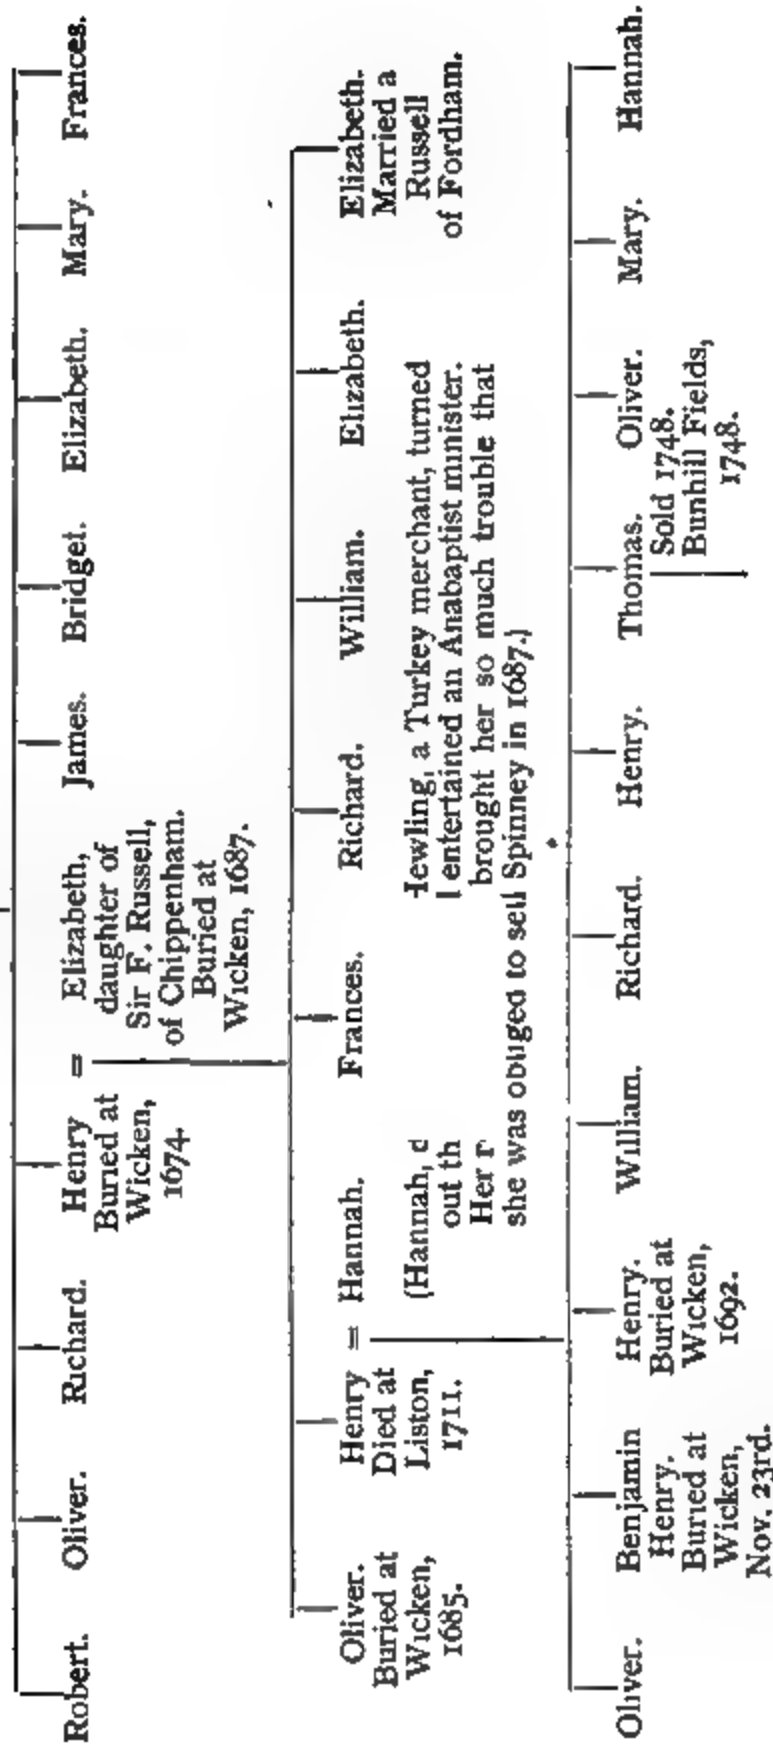 Robert. Oliver. Richard. Henry = Elizabeth, James. Bridget. Elizabeth. Mary. Frances.
Buried at daughter of
Wicken, Sir F. Russell,
1674. of Chippenham.
Buried at
Wicken, 1687.
Oliver. Henry = Hannah. Frances. Richard. William. Elizabeth. Elizabeth.
Buried at Died at Married a
Wicken, Liston, Russell
1685. 1711. of Fordham.
(Hannah, d lewling, a Turkey merchant, turned
out th entertained an Anabaptist minister.
Her r brought her so much trouble that
she was obliged to sell Spinney in 1687.)
Oliver. Benjamin Henry. William. Richard. Henry. Thomas. Oliver. Mary. Hannah.
Henry. Buried at Sold 1748.
Buried at Wicken, Bunhill Fields,
Wicken, 1692. 1748.
Nov. 23rd.